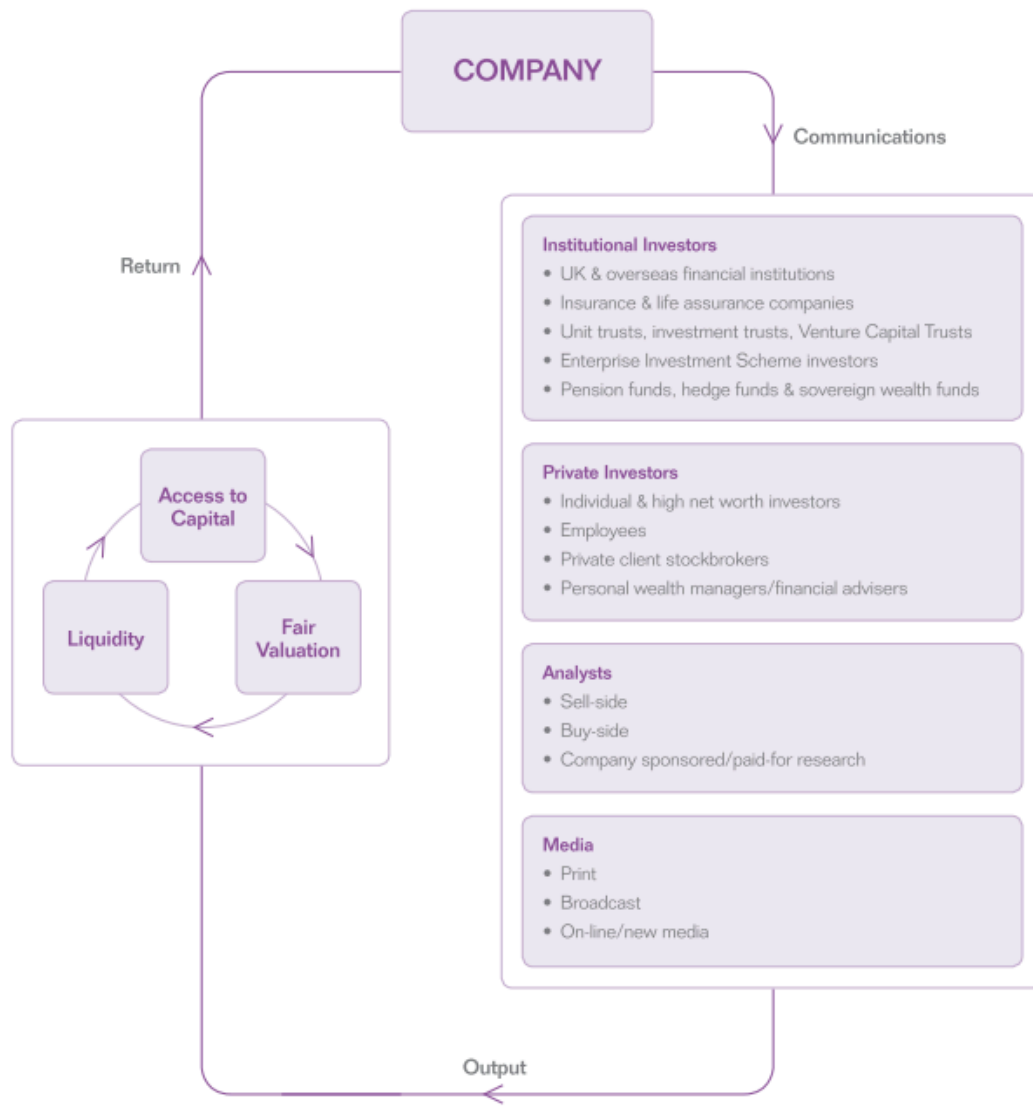 COMPANY
Communications
Return
Institutional Investors
• UK & overseas financial institutions
• Insurance & life assurance companies
• Unit trusts, investment trusts, Venture Capital Trusts
• Enterprise Investment Scheme investors
• Pension funds, hedge funds & sovereign wealth funds
Private Investors
• Individual & high net worth investors
• Employees
• Private client stockbrokers
• Personal wealth managers/financial advisers
Analysts
• Sell-side
• Buy-side
• Company sponsored/paid-for research
Media
• Print
• Broadcast
• On-line/new media
Output
Access to
Capital
Fair
Valuation
Liquidity